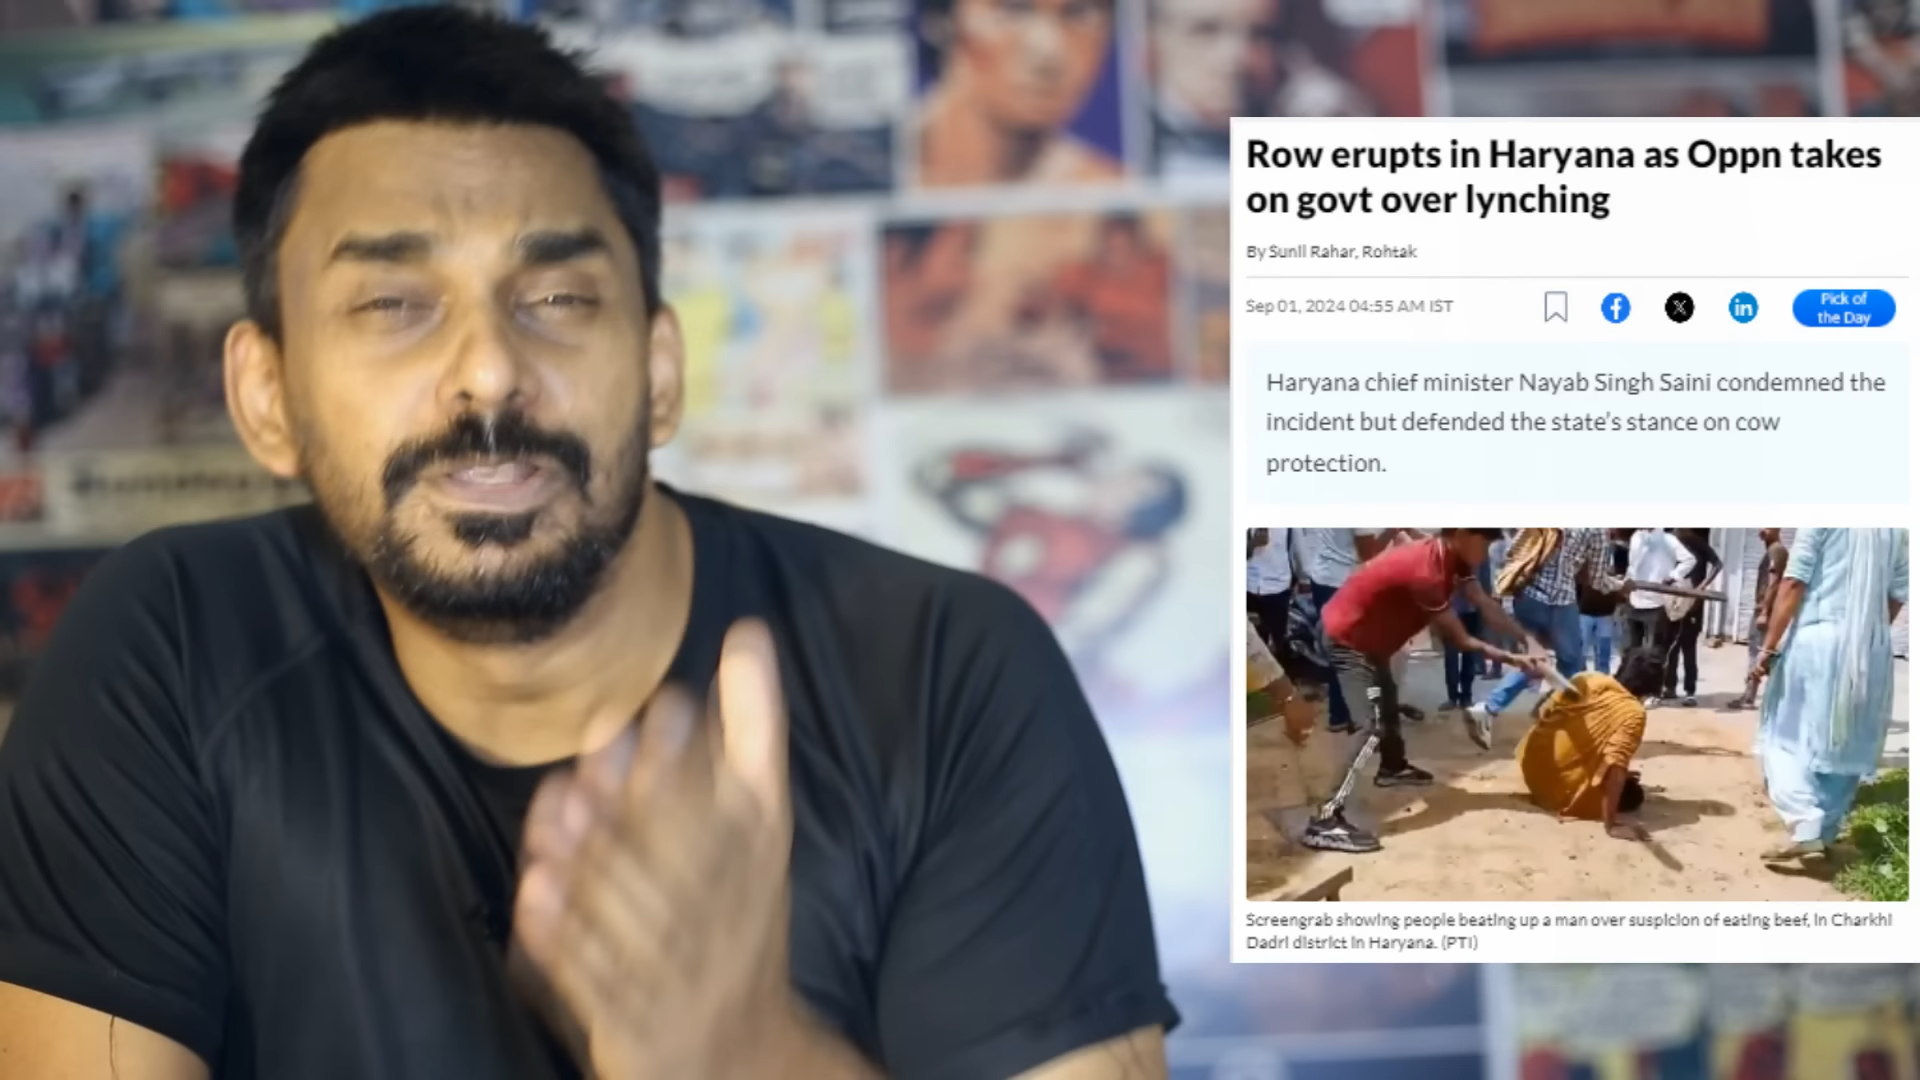 Row erupts in Haryana as Oppn takes
on govt over lynching
By Sunil Rahar, Rohtak
Sep 01, 2024 04:55 AM IST
Pick of
the Day
Haryana chief minister Nayab Singh Saini condemned the
incident but defended the state's stance on cow
protection.
Screengrab showing people beating up a man over suspicion of eating beef, in Charkhi
Dadri district in Haryana. (PTI)